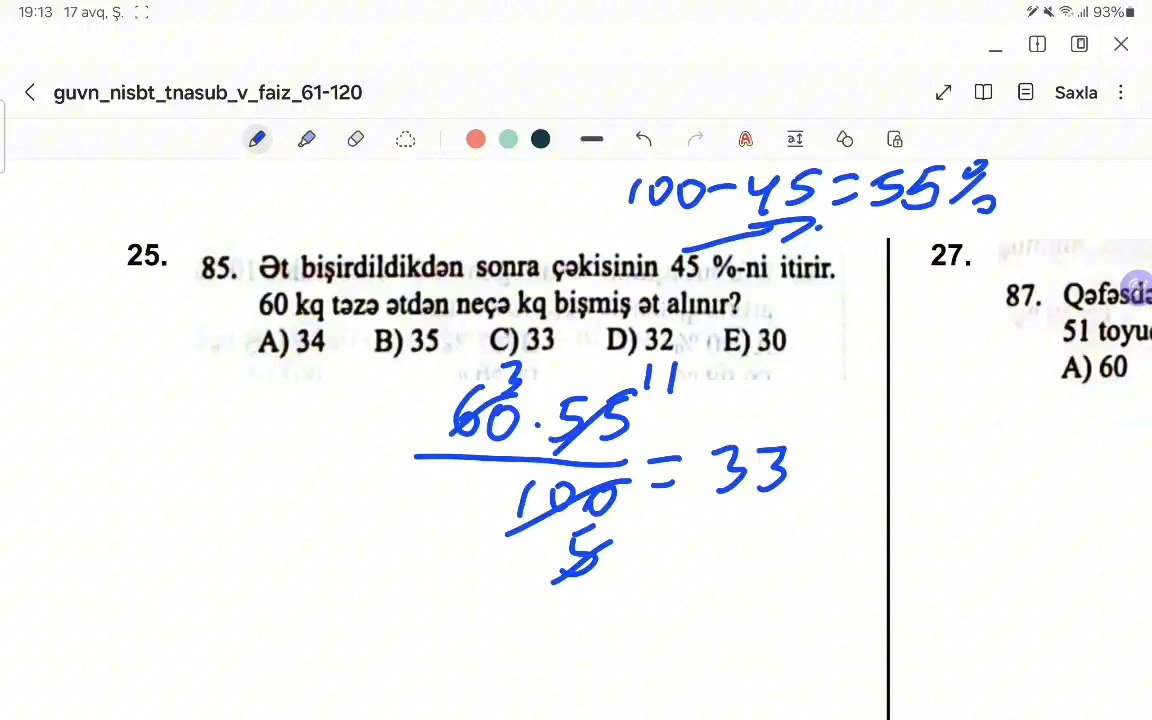 19:13 17 avq, Ş. 93%
guvn_nisbt_tnasub_v_faiz_61-120 Saxla
100-45=55%
25.
85. Ət bişirdildikdən sonra çəkisinin 45 %-ni itirir.
60 kq təzə ətdən neçə kq bişmiş ət alınır?
A) 34 B) 35 C) 33 D) 32 E) 30
3 11
60 · 55
100 = 33
5
27.
87. Qəfəsdə
51 toyu
A) 60